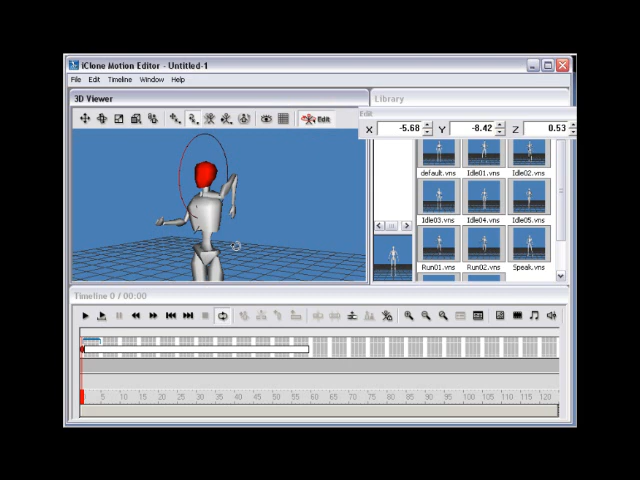 iClone Motion Editor - Untitled-1
File Edit Timeline Window Help
3D Viewer
Library
Edit
Edit
X -5.68 Y -8.42 Z 0.53
default.vns Idle01.vns Idle02.vns
Idle03.vns Idle04.vns Idle05.vns
Run01.vns Run02.vns Speak.vns
Timeline 0 / 00:00
5 10 15 20 25 30 35 40 45 50 55 60 65 70 75 80 85 90 95 100 105 110 115 120